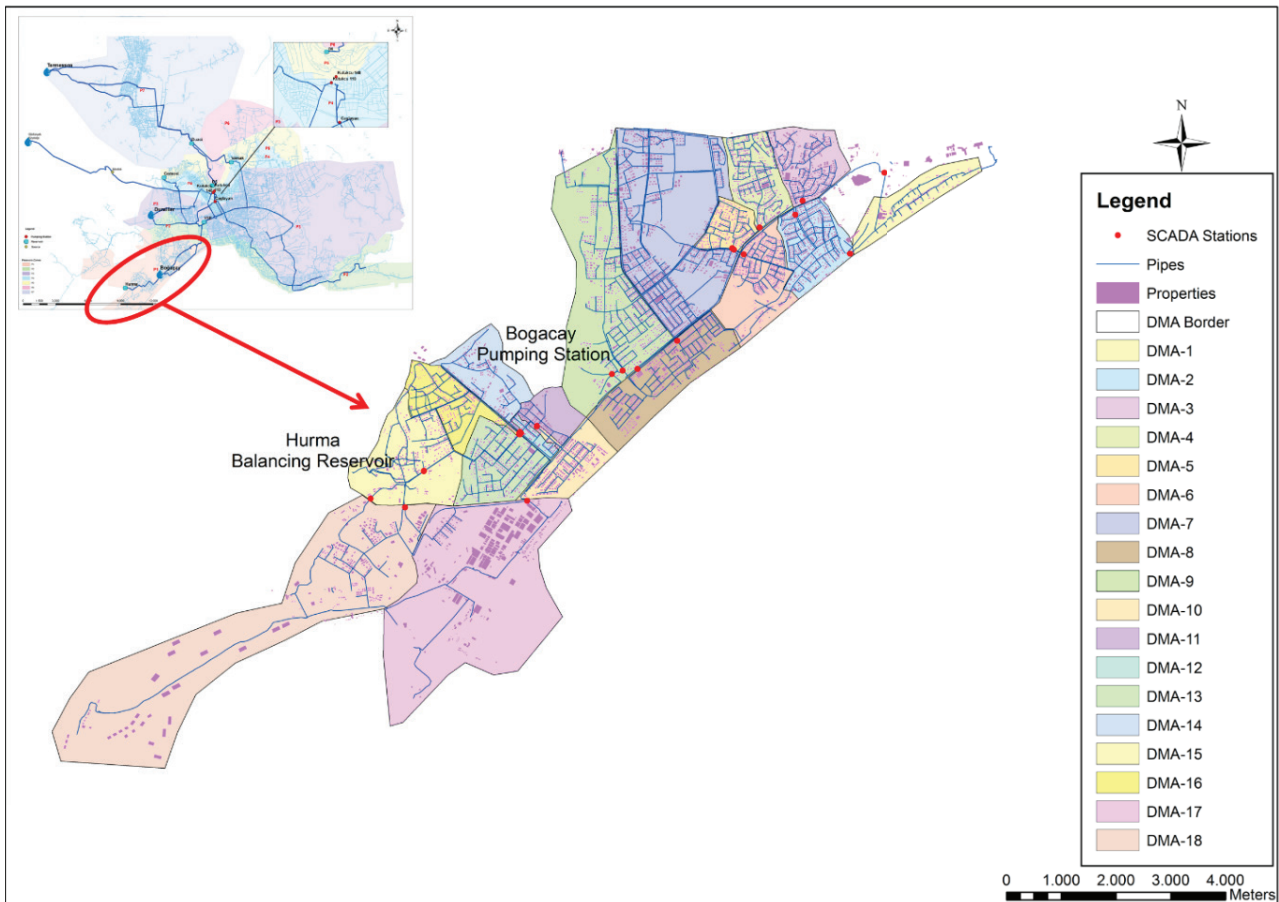 N
Bogacay
Pumping Station
Hurma
Balancing Reservoir
Legend
SCADA Stations
Pipes
Properties
DMA Border
DMA-1
DMA-2
DMA-3
DMA-4
DMA-5
DMA-6
DMA-7
DMA-8
DMA-9
DMA-10
DMA-11
DMA-12
DMA-13
DMA-14
DMA-15
DMA-16
DMA-17
DMA-18
0 1.000 2.000 3.000 4.000
Meters